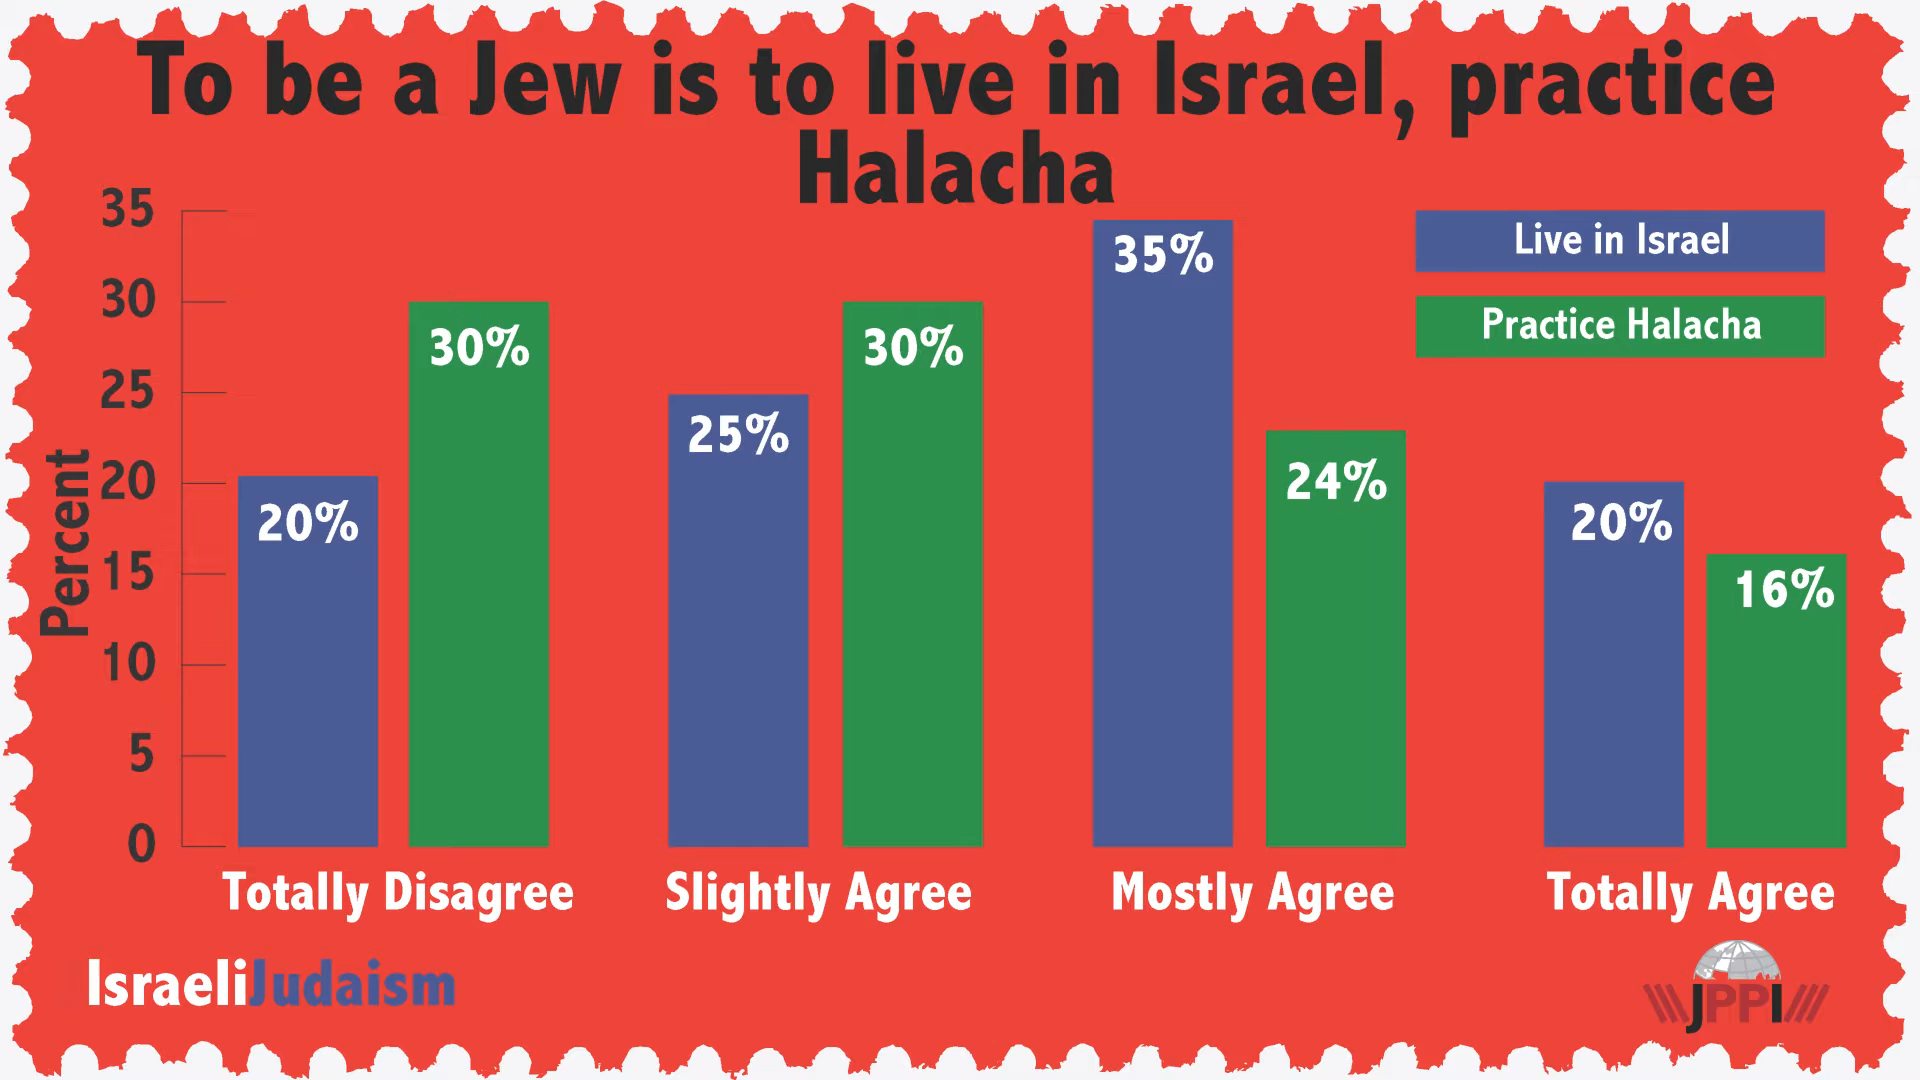 To be a Jew is to live in Israel, practice
Halacha
35
30
25
20
15
10
5
0
Percent
Live in Israel
Practice Halacha
20%
30%
25%
30%
35%
24%
20%
16%
Totally Disagree
Slightly Agree
Mostly Agree
Totally Agree
IsraeliJudaism
JPPI